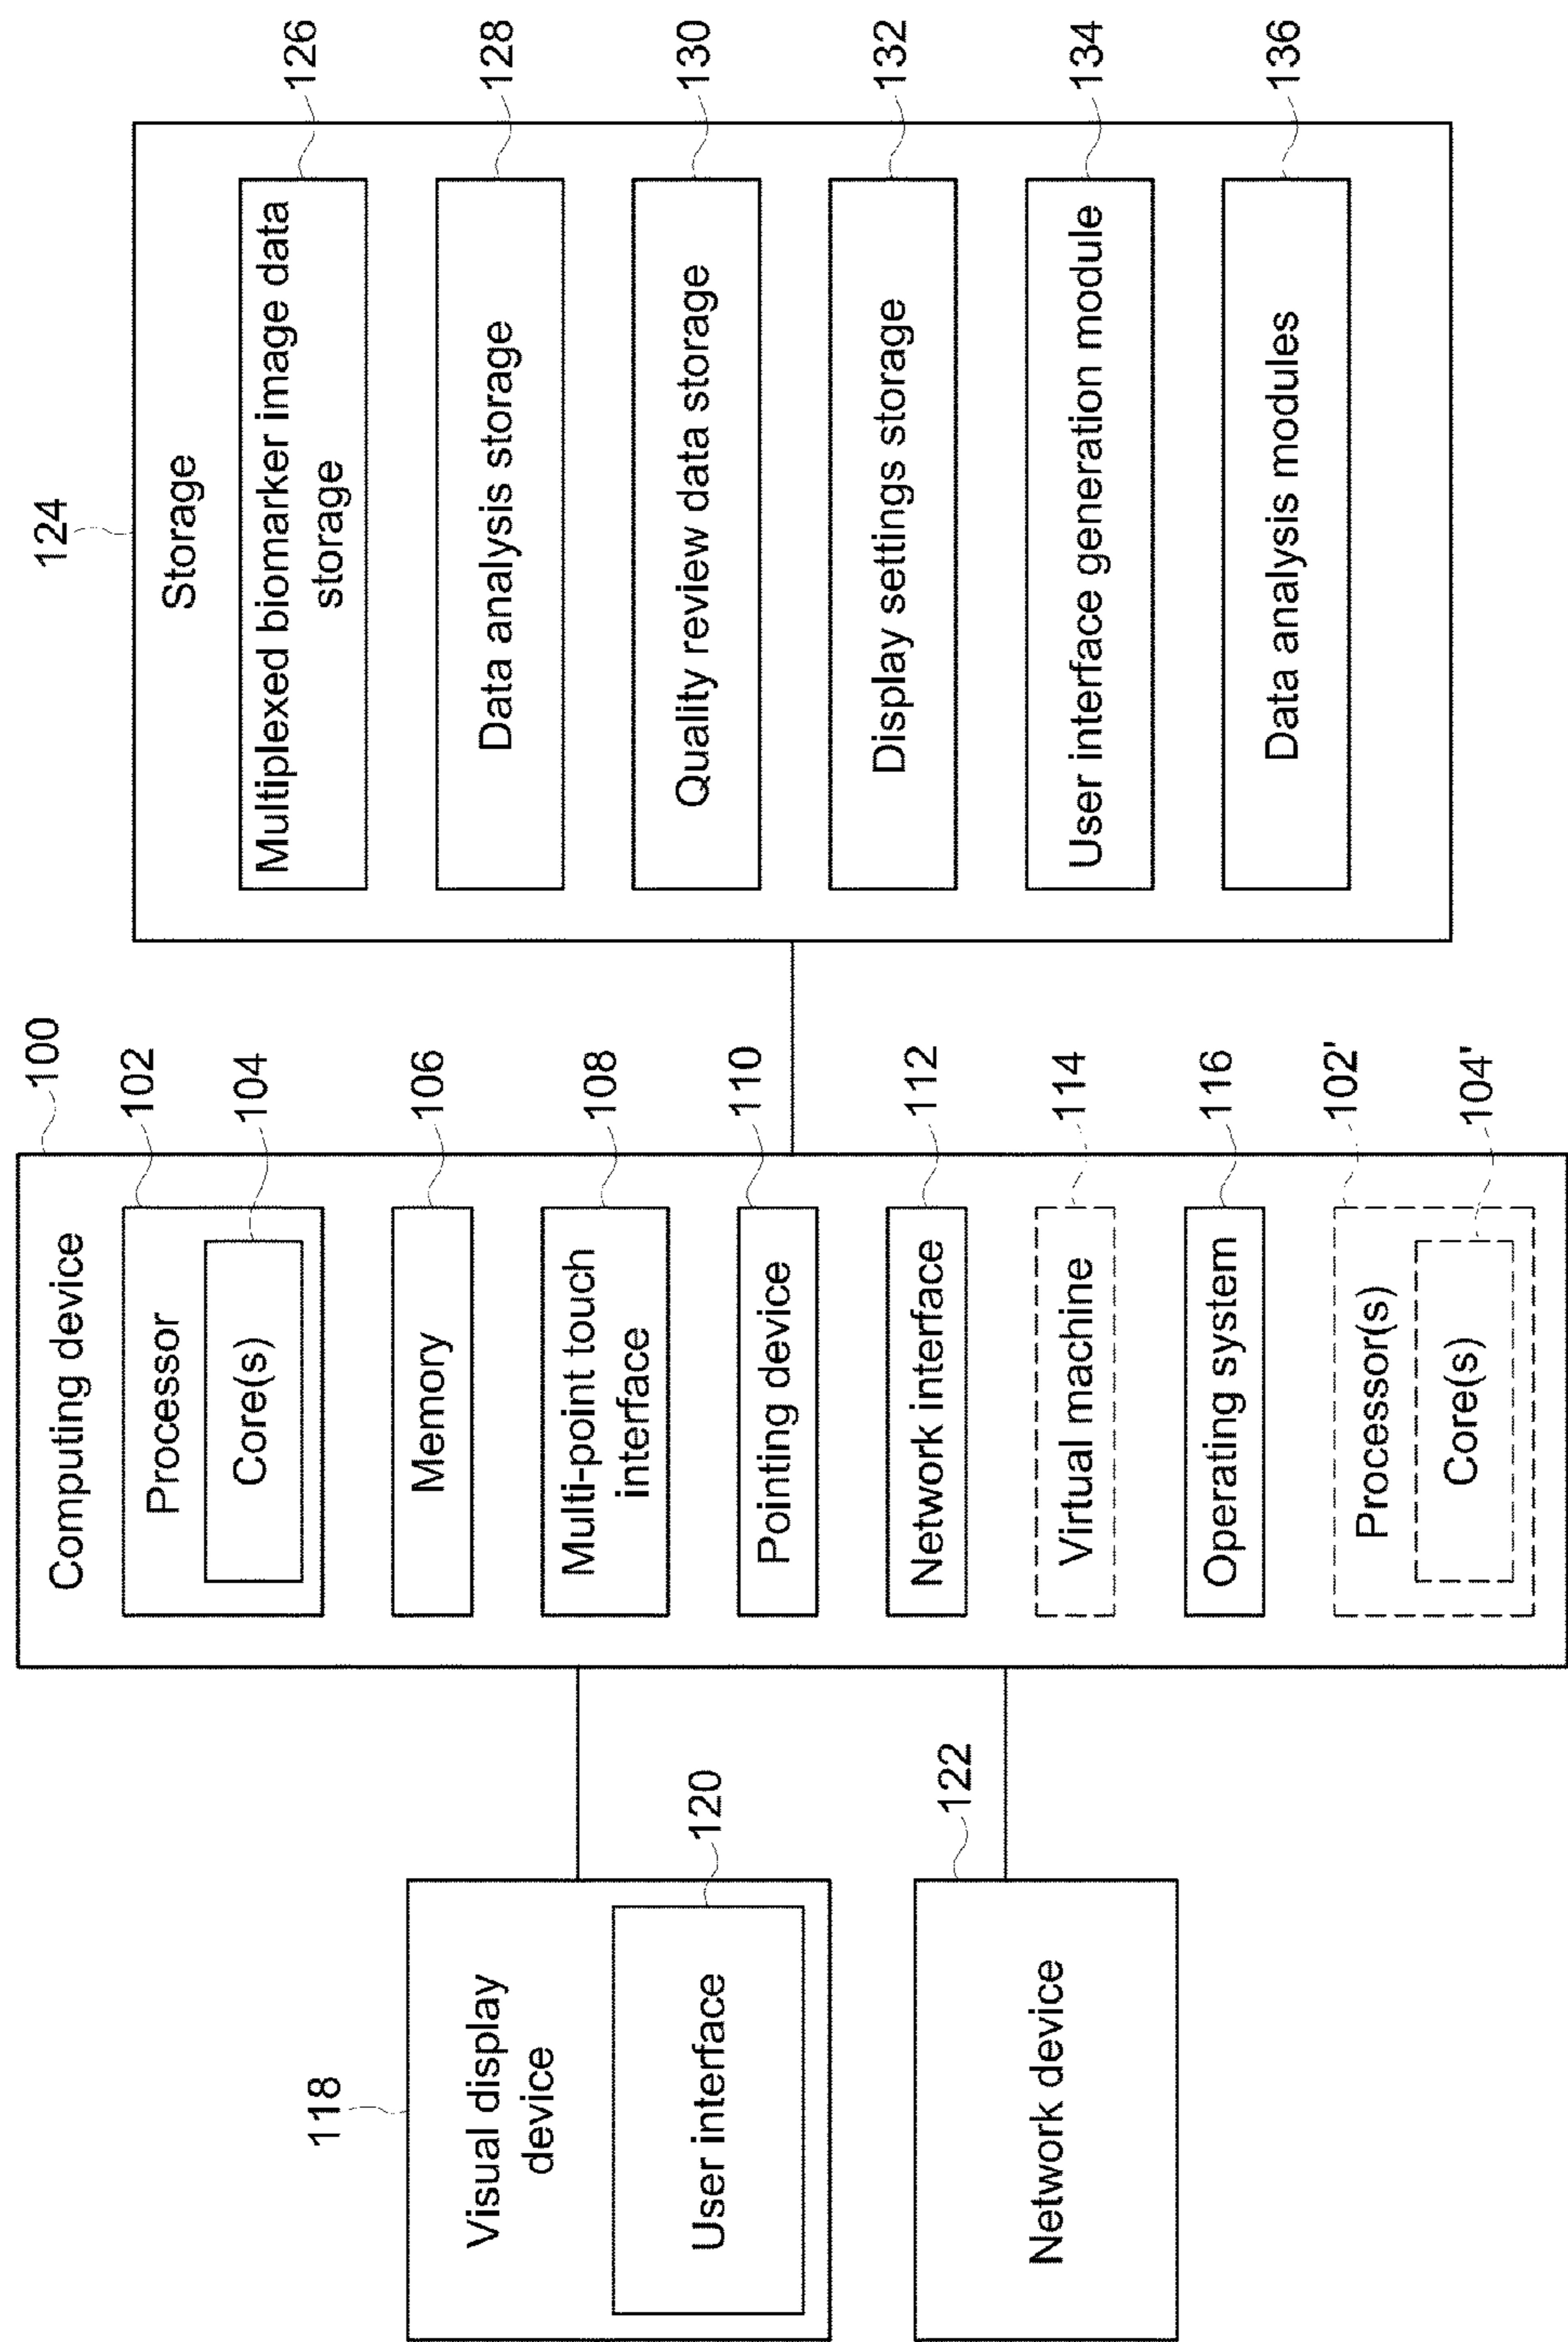 118
Visual display
device
120
User interface
122
Network device
100
Computing device
102
Processor
104
Core(s)
106
Memory
108
Multi-point touch
interface
110
Pointing device
112
Network interface
114
Virtual machine
116
Operating system
102'
Processor(s)
104'
Core(s)
124
Storage
126
Multiplexed biomarker image data
storage
128
Data analysis storage
130
Quality review data storage
132
Display settings storage
134
User interface generation module
136
Data analysis modules